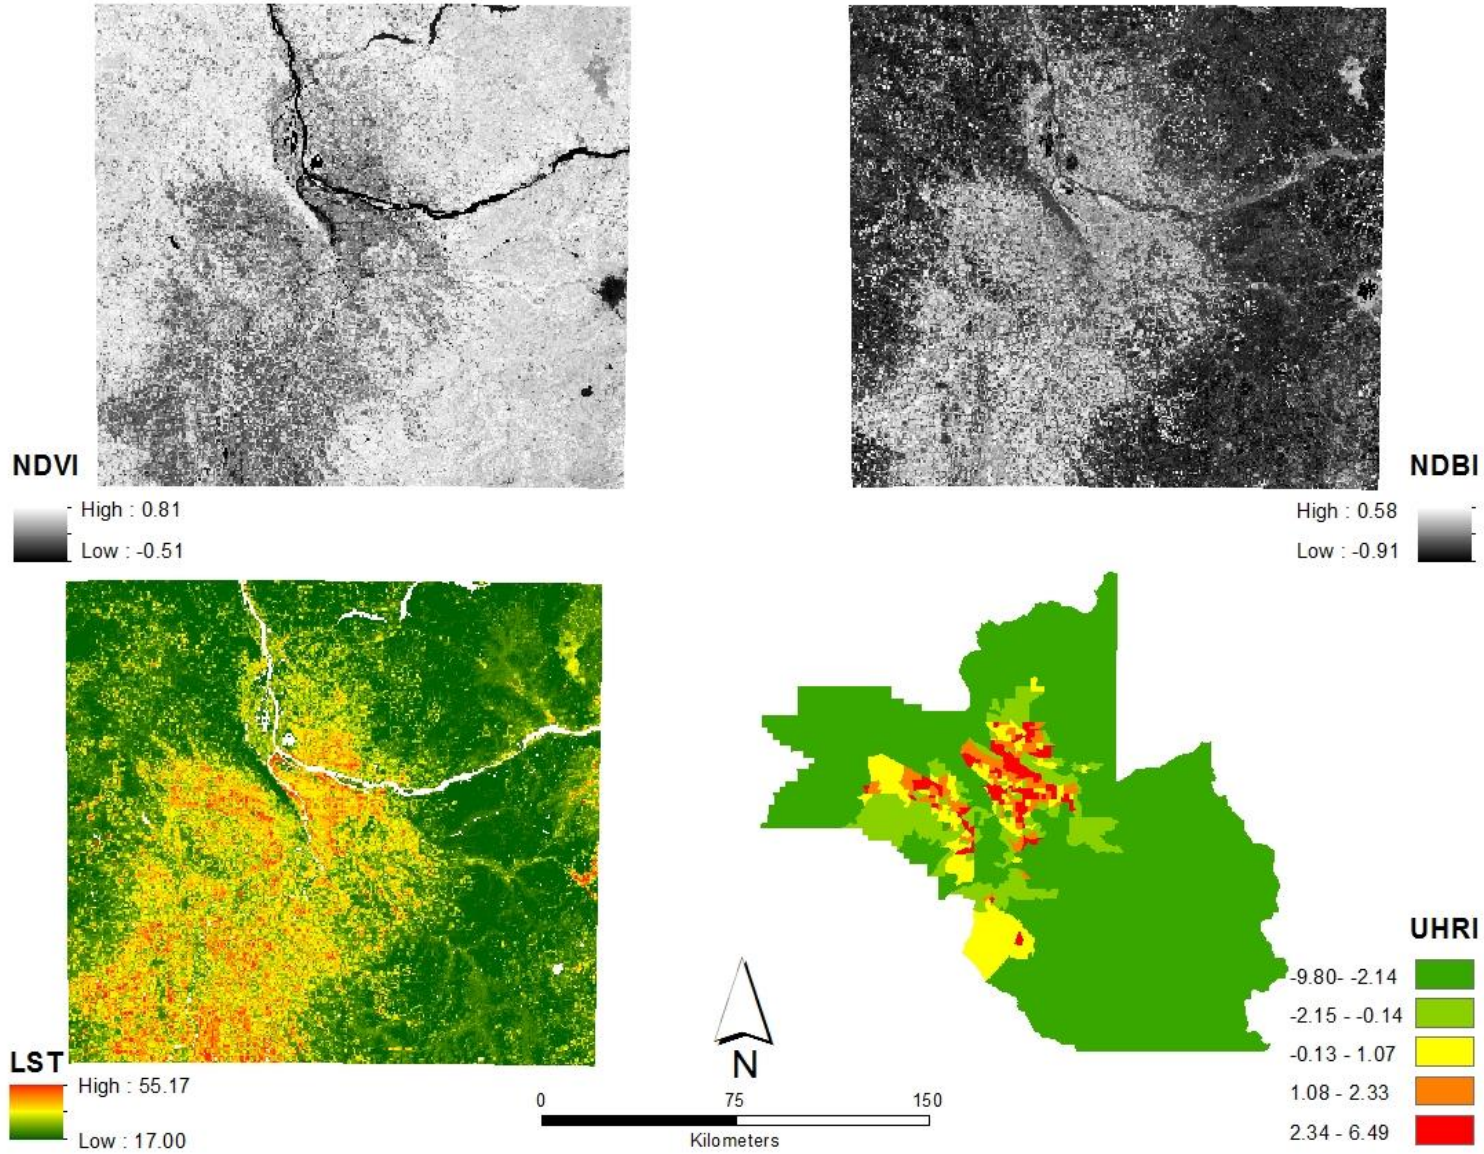 NDVI
High : 0.81
Low : -0.51
NDBI
High : 0.58
Low : -0.91
LST
High : 55.17
Low : 17.00
N
0 75 150
Kilometers
UHRI
-9.80- -2.14
-2.15 - -0.14
-0.13 - 1.07
1.08 - 2.33
2.34 - 6.49